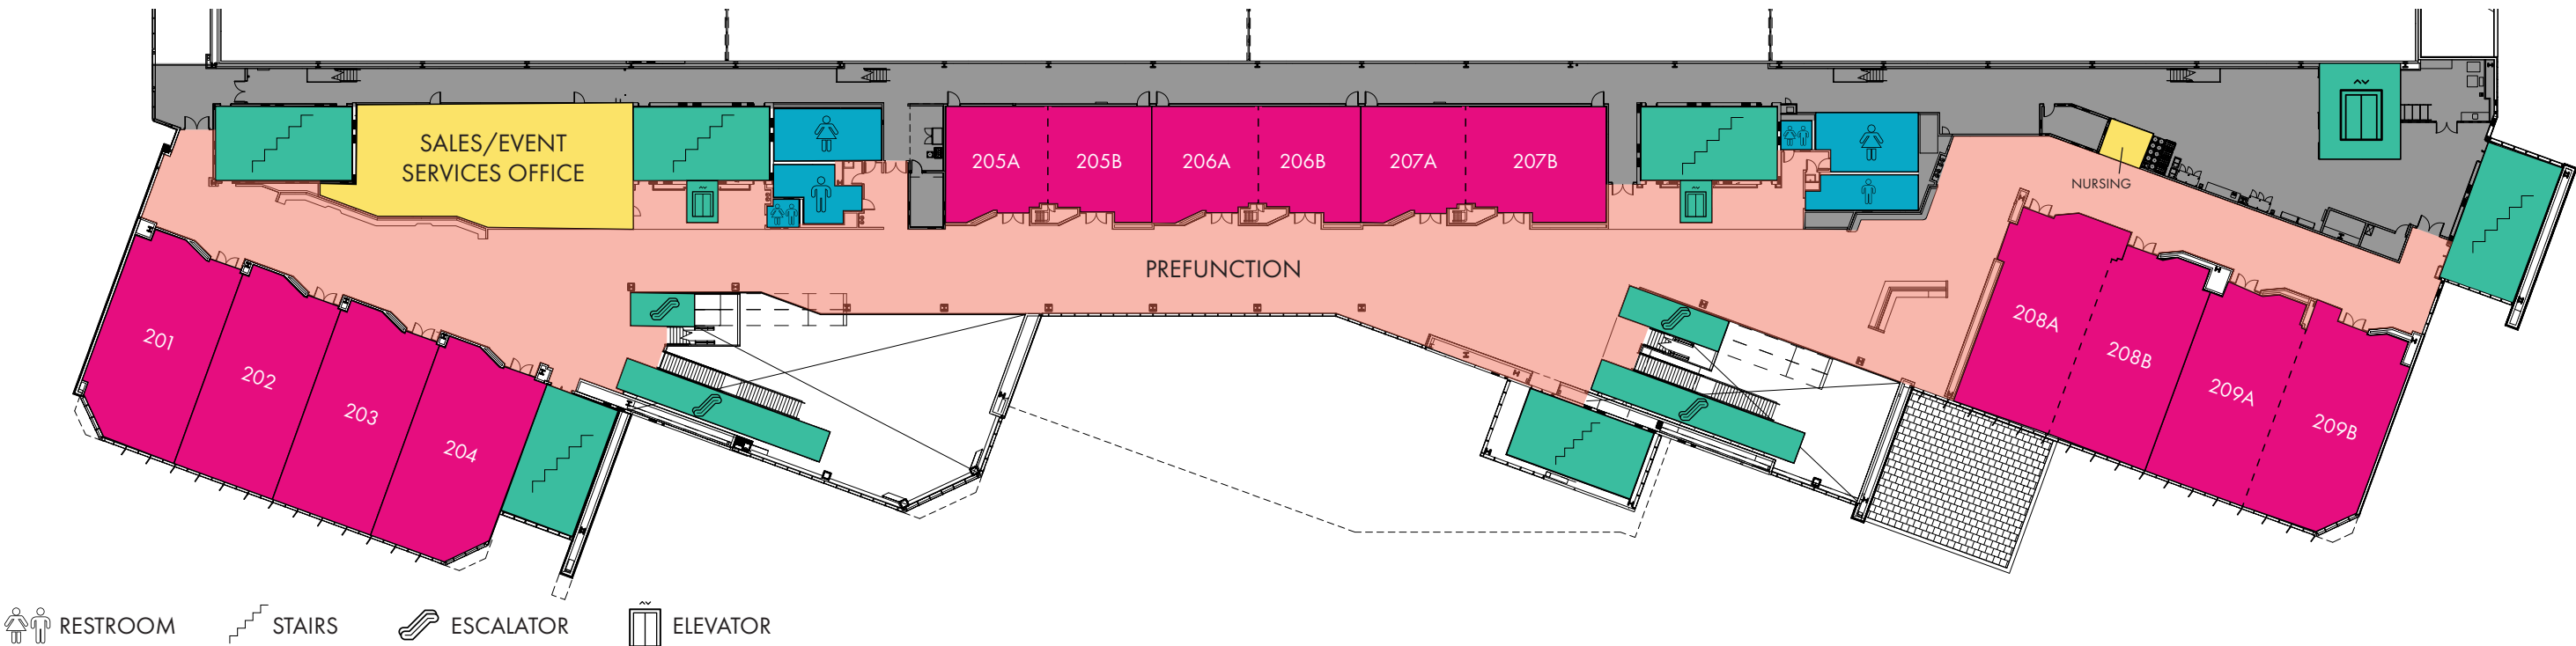 SALES/EVENT
SERVICES OFFICE
205A
205B
206A
206B
207A
207B
NURSING
PREFUNCTION
201
202
203
204
208A
208B
209A
209B
RESTROOM
STAIRS
ESCALATOR
ELEVATOR